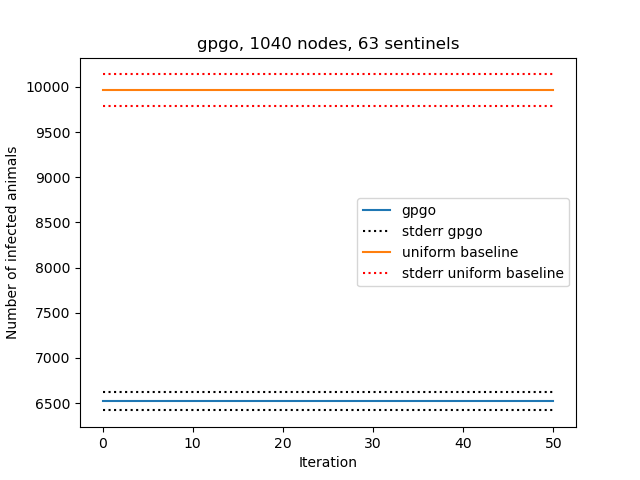 gpgo, 1040 nodes, 63 sentinels
Number of infected animals
10000
9500
9000
8500
8000
7500
7000
6500
gpgo
stderr gpgo
uniform baseline
stderr uniform baseline
0
10
20
30
40
50
Iteration